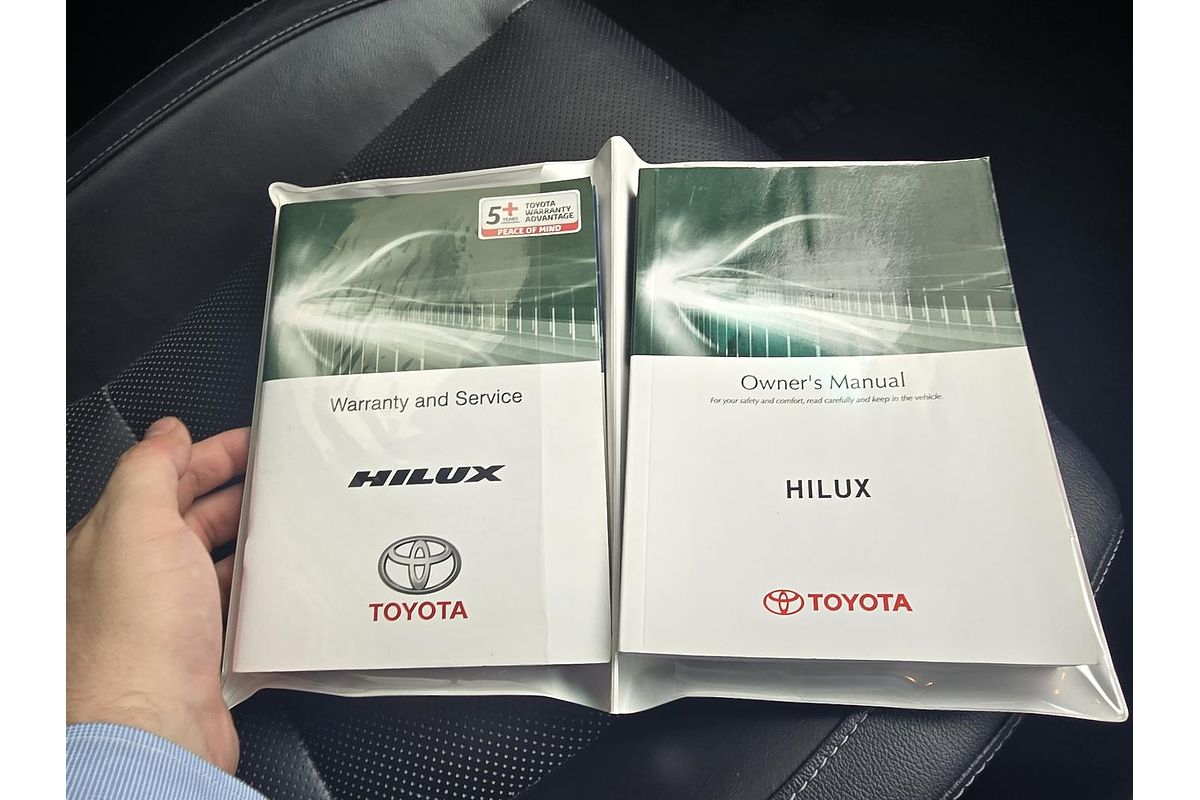 5+ YEARS
TOYOTA
WARRANTY
ADVANTAGE
PEACE OF MIND
Warranty and Service
HILUX
TOYOTA
Owner's Manual
For your safety and comfort, read carefully and keep in the vehicle.
HILUX
TOYOTA